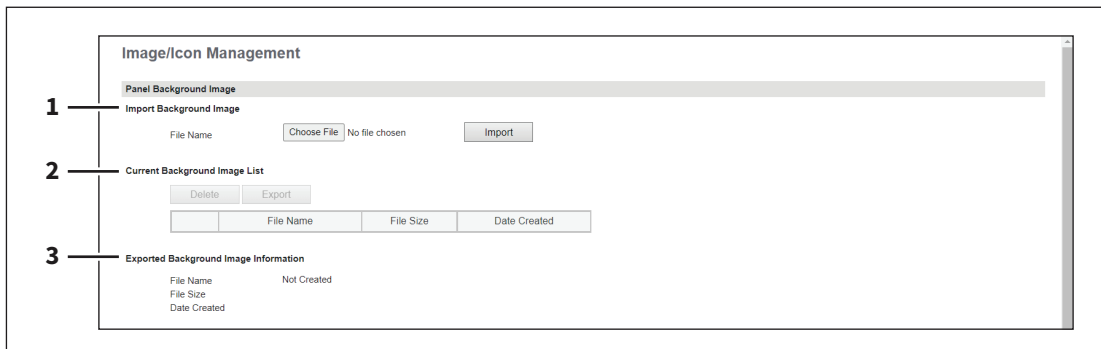 Image/Icon Management
Panel Background Image
1 Import Background Image
File Name Choose File No file chosen Import
2 Current Background Image List
Delete Export
File Name File Size Date Created
3 Exported Background Image Information
File Name Not Created
File Size
Date Created